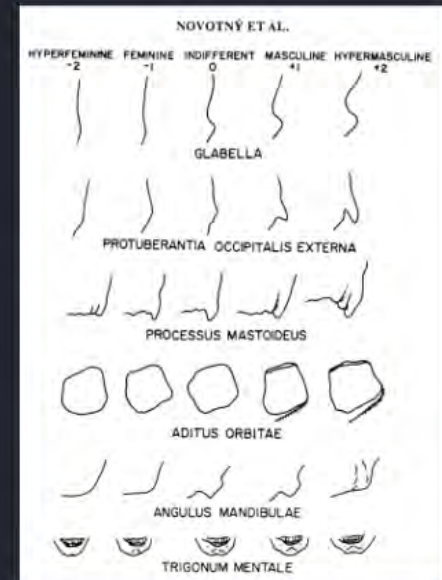 NOVOTNÝ ET AL.
HYPERFEMININE FEMININE INDIFFERENT MASCULINE HYPERMASCULINE
-2 -1 0 +1 +2
GLABELLA
PROTUBERANTIA OCCIPITALIS EXTERNA
PROCESSUS MASTOIDEUS
ADITUS ORBITAE
ANGULUS MANDIBULAE
TRIGONUM MENTALE